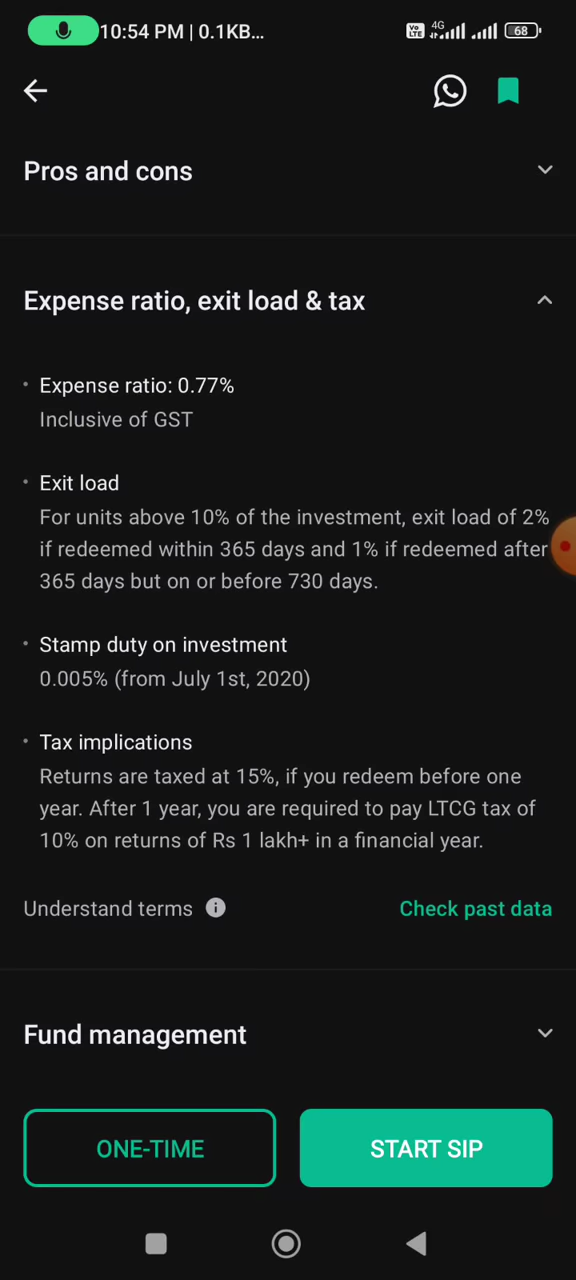 10:54 PM | 0.1KB...
Vo LTE 4G 68
Pros and cons
Expense ratio, exit load & tax
• Expense ratio: 0.77%
Inclusive of GST
• Exit load
For units above 10% of the investment, exit load of 2%
if redeemed within 365 days and 1% if redeemed after
365 days but on or before 730 days.
• Stamp duty on investment
0.005% (from July 1st, 2020)
• Tax implications
Returns are taxed at 15%, if you redeem before one
year. After 1 year, you are required to pay LTCG tax of
10% on returns of Rs 1 lakh+ in a financial year.
Understand terms
Check past data
Fund management
ONE-TIME
START SIP